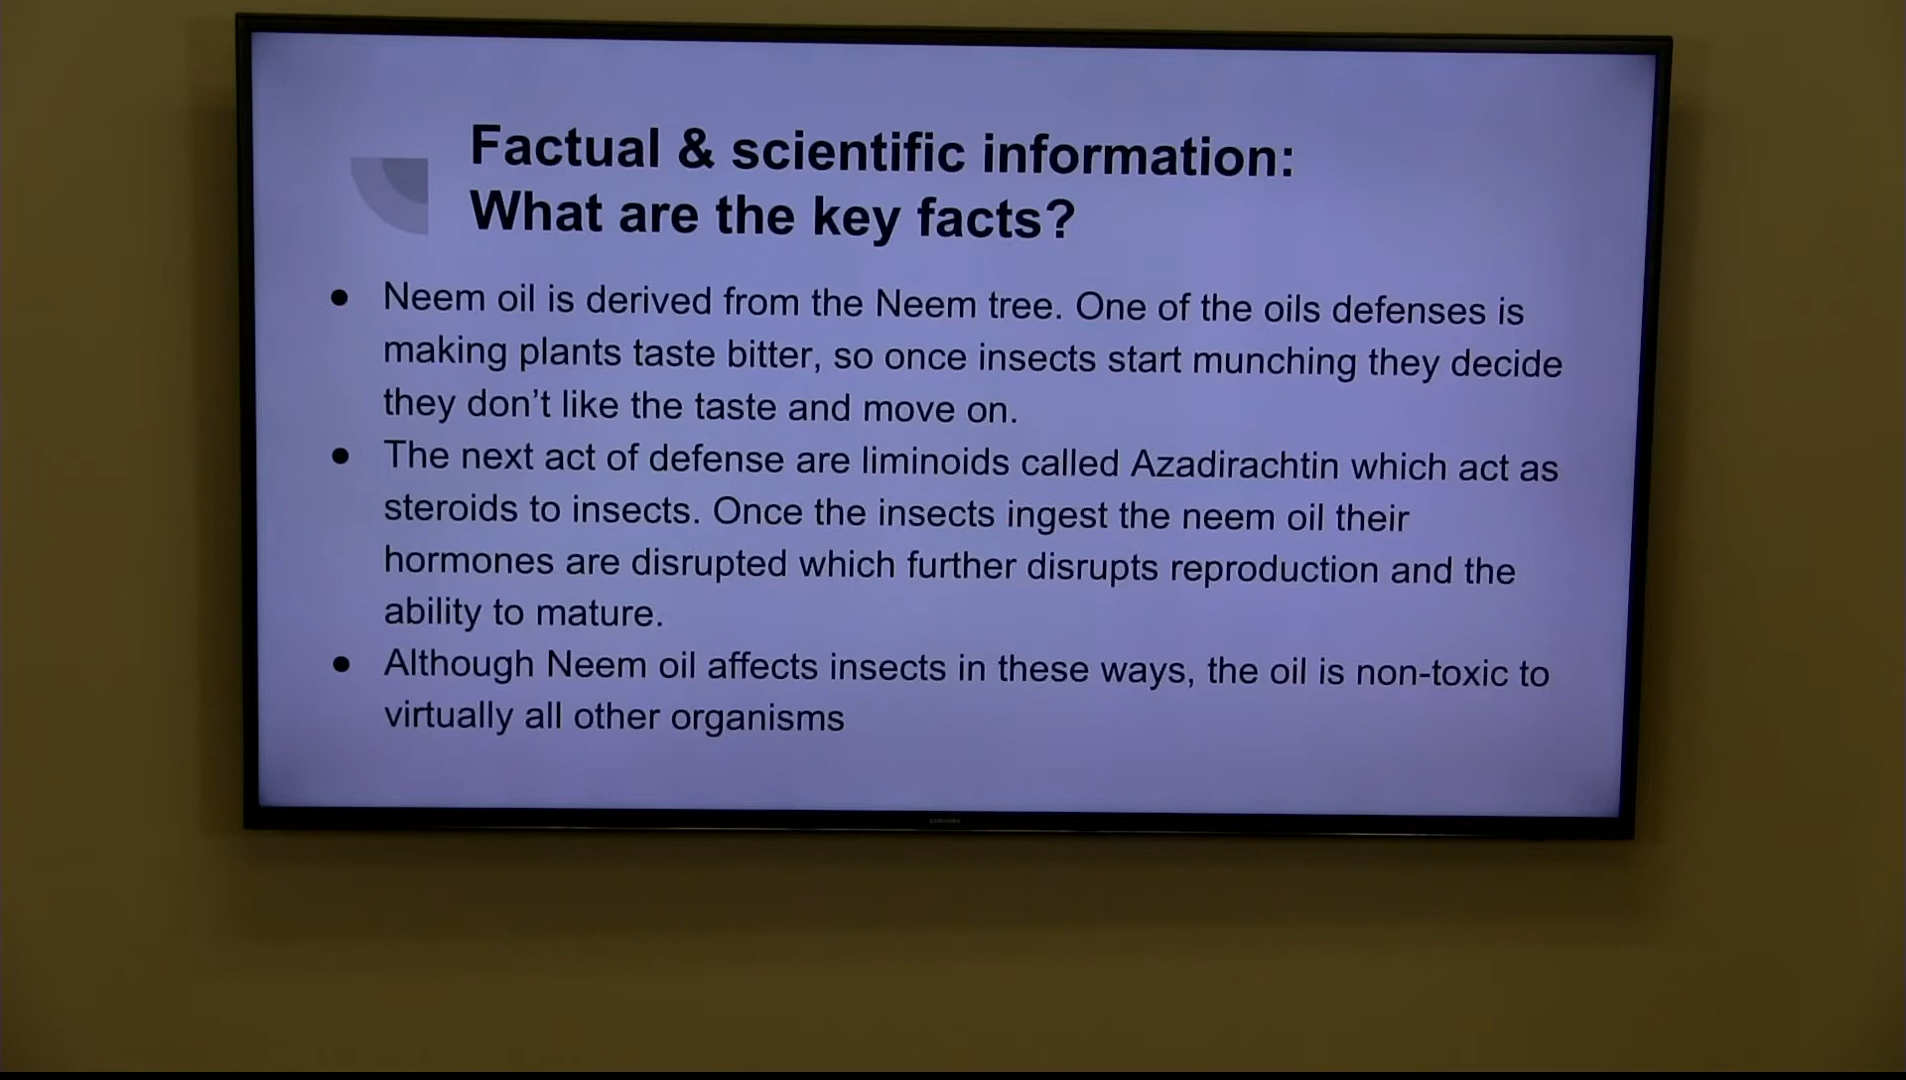 Factual & scientific information:
What are the key facts?
● Neem oil is derived from the Neem tree. One of the oils defenses is
making plants taste bitter, so once insects start munching they decide
they don’t like the taste and move on.
● The next act of defense are liminoids called Azadirachtin which act as
steroids to insects. Once the insects ingest the neem oil their
hormones are disrupted which further disrupts reproduction and the
ability to mature.
● Although Neem oil affects insects in these ways, the oil is non-toxic to
virtually all other organisms
SAMSUNG